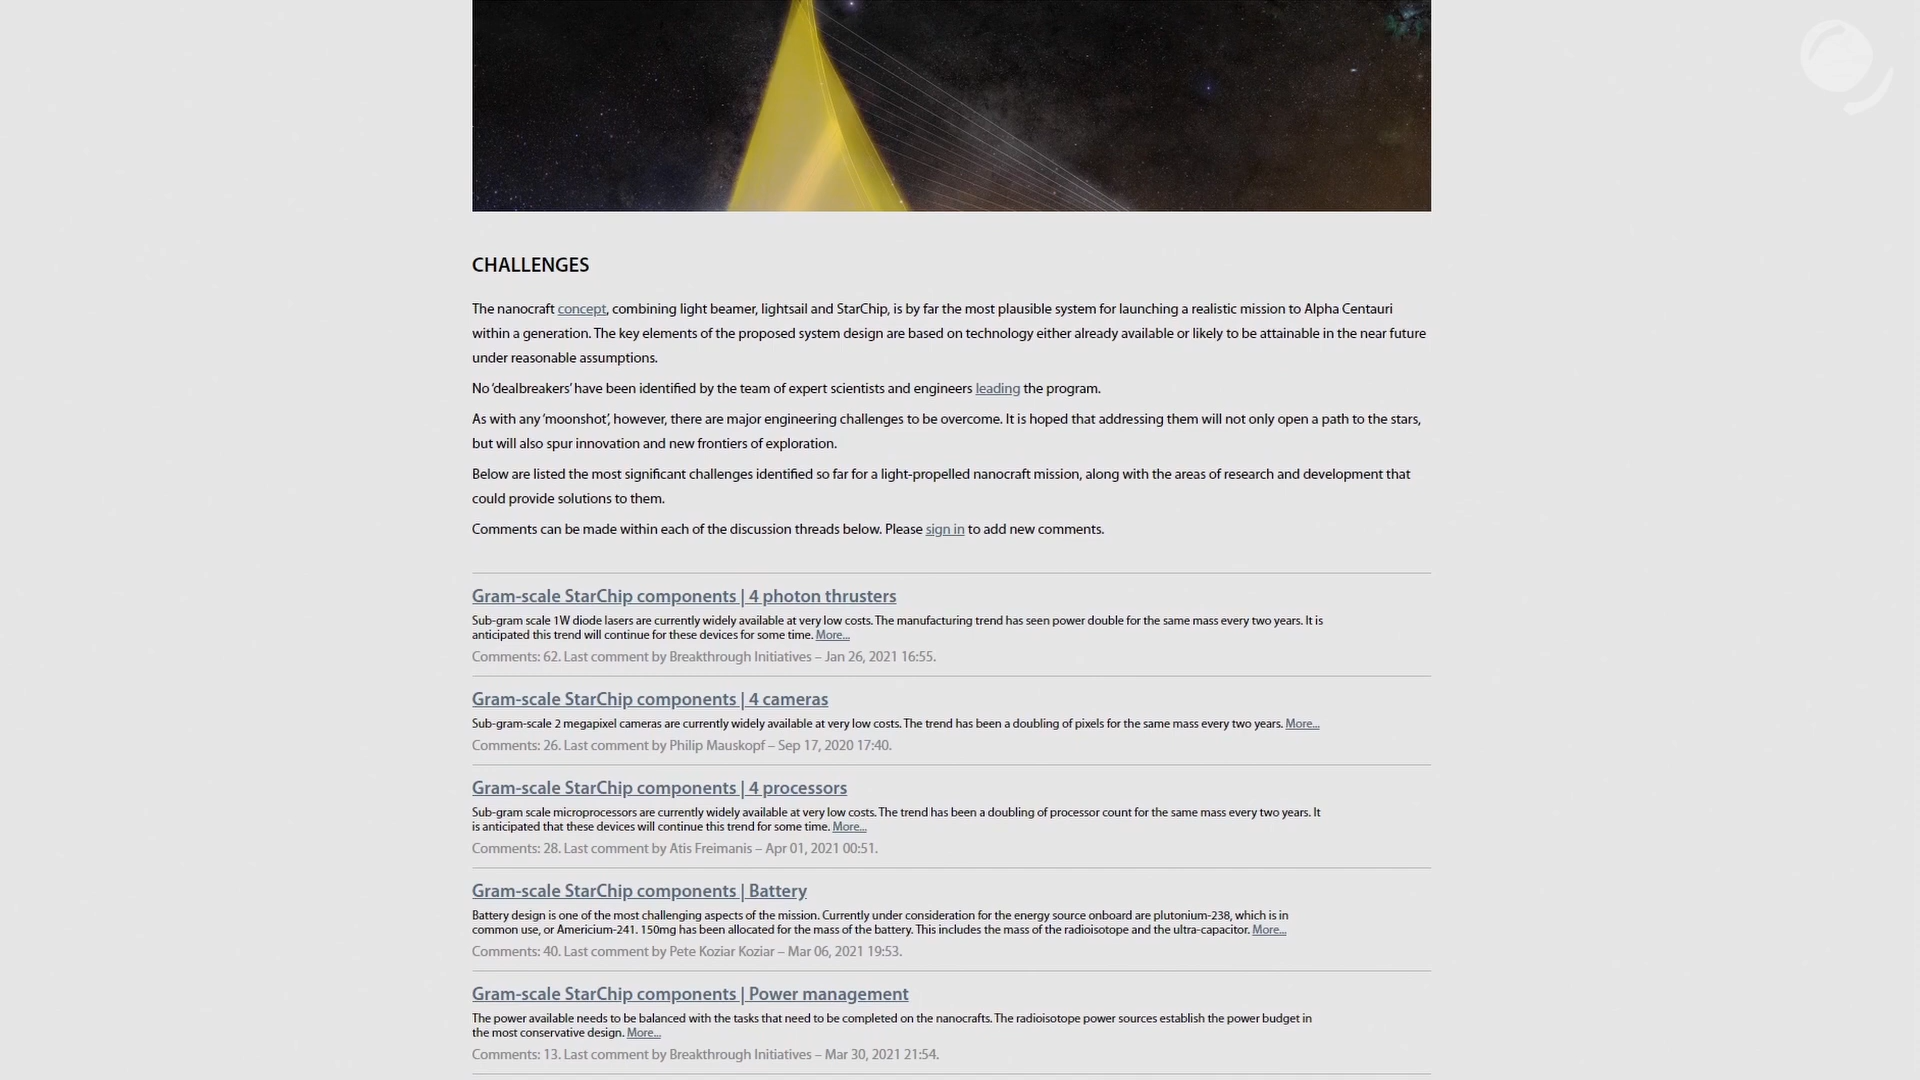 CHALLENGES
The nanocraft concept, combining light beamer, lightsail and StarChip, is by far the most plausible system for launching a realistic mission to Alpha Centauri
within a generation. The key elements of the proposed system design are based on technology either already available or likely to be attainable in the near future
under reasonable assumptions.
No ‘dealbreakers’ have been identified by the team of expert scientists and engineers leading the program.
As with any ‘moonshot’, however, there are major engineering challenges to be overcome. It is hoped that addressing them will not only open a path to the stars,
but will also spur innovation and new frontiers of exploration.
Below are listed the most significant challenges identified so far for a light-propelled nanocraft mission, along with the areas of research and development that
could provide solutions to them.
Comments can be made within each of the discussion threads below. Please sign in to add new comments.
Gram-scale StarChip components | 4 photon thrusters
Sub-gram scale 1W diode lasers are currently widely available at very low costs. The manufacturing trend has seen power double for the same mass every two years. It is
anticipated this trend will continue for these devices for some time. More...
Comments: 62. Last comment by Breakthrough Initiatives – Jan 26, 2021 16:55.
Gram-scale StarChip components | 4 cameras
Sub-gram-scale 2 megapixel cameras are currently widely available at very low costs. The trend has been a doubling of pixels for the same mass every two years. More...
Comments: 26. Last comment by Philip Mauskopf – Sep 17, 2020 17:40.
Gram-scale StarChip components | 4 processors
Sub-gram scale microprocessors are currently widely available at very low costs. The trend has been a doubling of processor count for the same mass every two years. It
is anticipated that these devices will continue this trend for some time. More...
Comments: 28. Last comment by Atis Freimanis – Apr 01, 2021 00:51.
Gram-scale StarChip components | Battery
Battery design is one of the most challenging aspects of the mission. Currently under consideration for the energy source onboard are plutonium-238, which is in
common use, or Americium-241. 150mg has been allocated for the mass of the battery. This includes the mass of the radioisotope and the ultra-capacitor. More...
Comments: 40. Last comment by Pete Koziar Koziar – Mar 06, 2021 19:53.
Gram-scale StarChip components | Power management
The power available needs to be balanced with the tasks that need to be completed on the nanocrafts. The radioisotope power sources establish the power budget in
the most conservative design. More...
Comments: 13. Last comment by Breakthrough Initiatives – Mar 30, 2021 21:54.